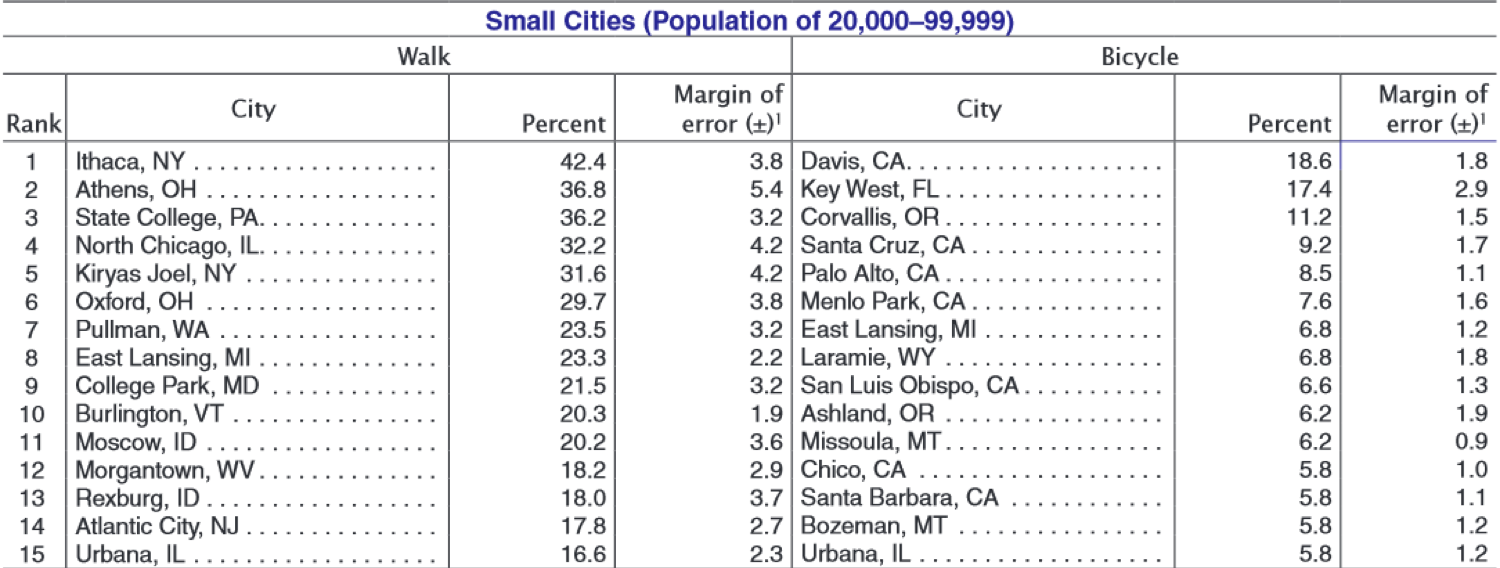 Small Cities (Population of 20,000–99,999)
Walk Bicycle
Rank City Percent Margin of error (±)¹ City Percent Margin of error (±)¹
1 Ithaca, NY . . . . . . . . . . . . . . . . . . . 42.4 3.8 Davis, CA. . . . . . . . . . . . . . . . . . . . 18.6 1.8
2 Athens, OH . . . . . . . . . . . . . . . . . . 36.8 5.4 Key West, FL . . . . . . . . . . . . . . . . . 17.4 2.9
3 State College, PA. . . . . . . . . . . . . . 36.2 3.2 Corvallis, OR . . . . . . . . . . . . . . . . . 11.2 1.5
4 North Chicago, IL. . . . . . . . . . . . . . 32.2 4.2 Santa Cruz, CA . . . . . . . . . . . . . . . 9.2 1.7
5 Kiryas Joel, NY . . . . . . . . . . . . . . . 31.6 4.2 Palo Alto, CA . . . . . . . . . . . . . . . . . 8.5 1.1
6 Oxford, OH . . . . . . . . . . . . . . . . . . 29.7 3.8 Menlo Park, CA . . . . . . . . . . . . . . . 7.6 1.6
7 Pullman, WA . . . . . . . . . . . . . . . . . 23.5 3.2 East Lansing, MI . . . . . . . . . . . . . . 6.8 1.2
8 East Lansing, MI . . . . . . . . . . . . . . 23.3 2.2 Laramie, WY . . . . . . . . . . . . . . . . . 6.8 1.8
9 College Park, MD . . . . . . . . . . . . . 21.5 3.2 San Luis Obispo, CA . . . . . . . . . . . 6.6 1.3
10 Burlington, VT . . . . . . . . . . . . . . . . 20.3 1.9 Ashland, OR . . . . . . . . . . . . . . . . . 6.2 1.9
11 Moscow, ID . . . . . . . . . . . . . . . . . . 20.2 3.6 Missoula, MT . . . . . . . . . . . . . . . . . 6.2 0.9
12 Morgantown, WV . . . . . . . . . . . . . . 18.2 2.9 Chico, CA . . . . . . . . . . . . . . . . . . . 5.8 1.0
13 Rexburg, ID . . . . . . . . . . . . . . . . . . 18.0 3.7 Santa Barbara, CA . . . . . . . . . . . . 5.8 1.1
14 Atlantic City, NJ . . . . . . . . . . . . . . . 17.8 2.7 Bozeman, MT . . . . . . . . . . . . . . . . 5.8 1.2
15 Urbana, IL . . . . . . . . . . . . . . . . . . . 16.6 2.3 Urbana, IL . . . . . . . . . . . . . . . . . . . 5.8 1.2